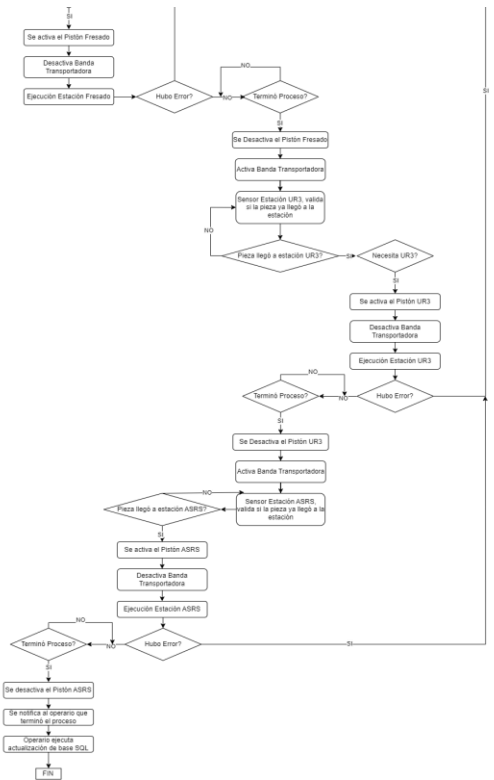 SI
Se activa el Pistón Fresado
Desactiva Banda
Transportadora
Ejecución Estación Fresado
Hubo Error?
NO
NO
Terminó Proceso?
SI
SI
Se Desactiva el Pistón Fresado
Activa Banda Transportadora
Sensor Estación UR3, valida
si la pieza ya llegó a la
estación
NO
Pieza llegó a estación UR3?
SI
Necesita UR3?
SI
Se activa el Pistón UR3
Desactiva Banda
Transportadora
Ejecución Estación UR3
NO
Terminó Proceso?
NO
Hubo Error?
SI
Se Desactiva el Pistón UR3
Activa Banda Transportadora
NO
Pieza llegó a estación ASRS?
Sensor Estación ASRS,
valida si la pieza ya llegó a la
estación
SI
Se activa el Pistón ASRS
Desactiva Banda
Transportadora
Ejecución Estación ASRS
NO
Terminó Proceso?
NO
Hubo Error?
SI
SI
Se desactiva el Pistón ASRS
Se notifica al operario que
terminó el proceso
Operario ejecuta
actualización de base SQL
FIN